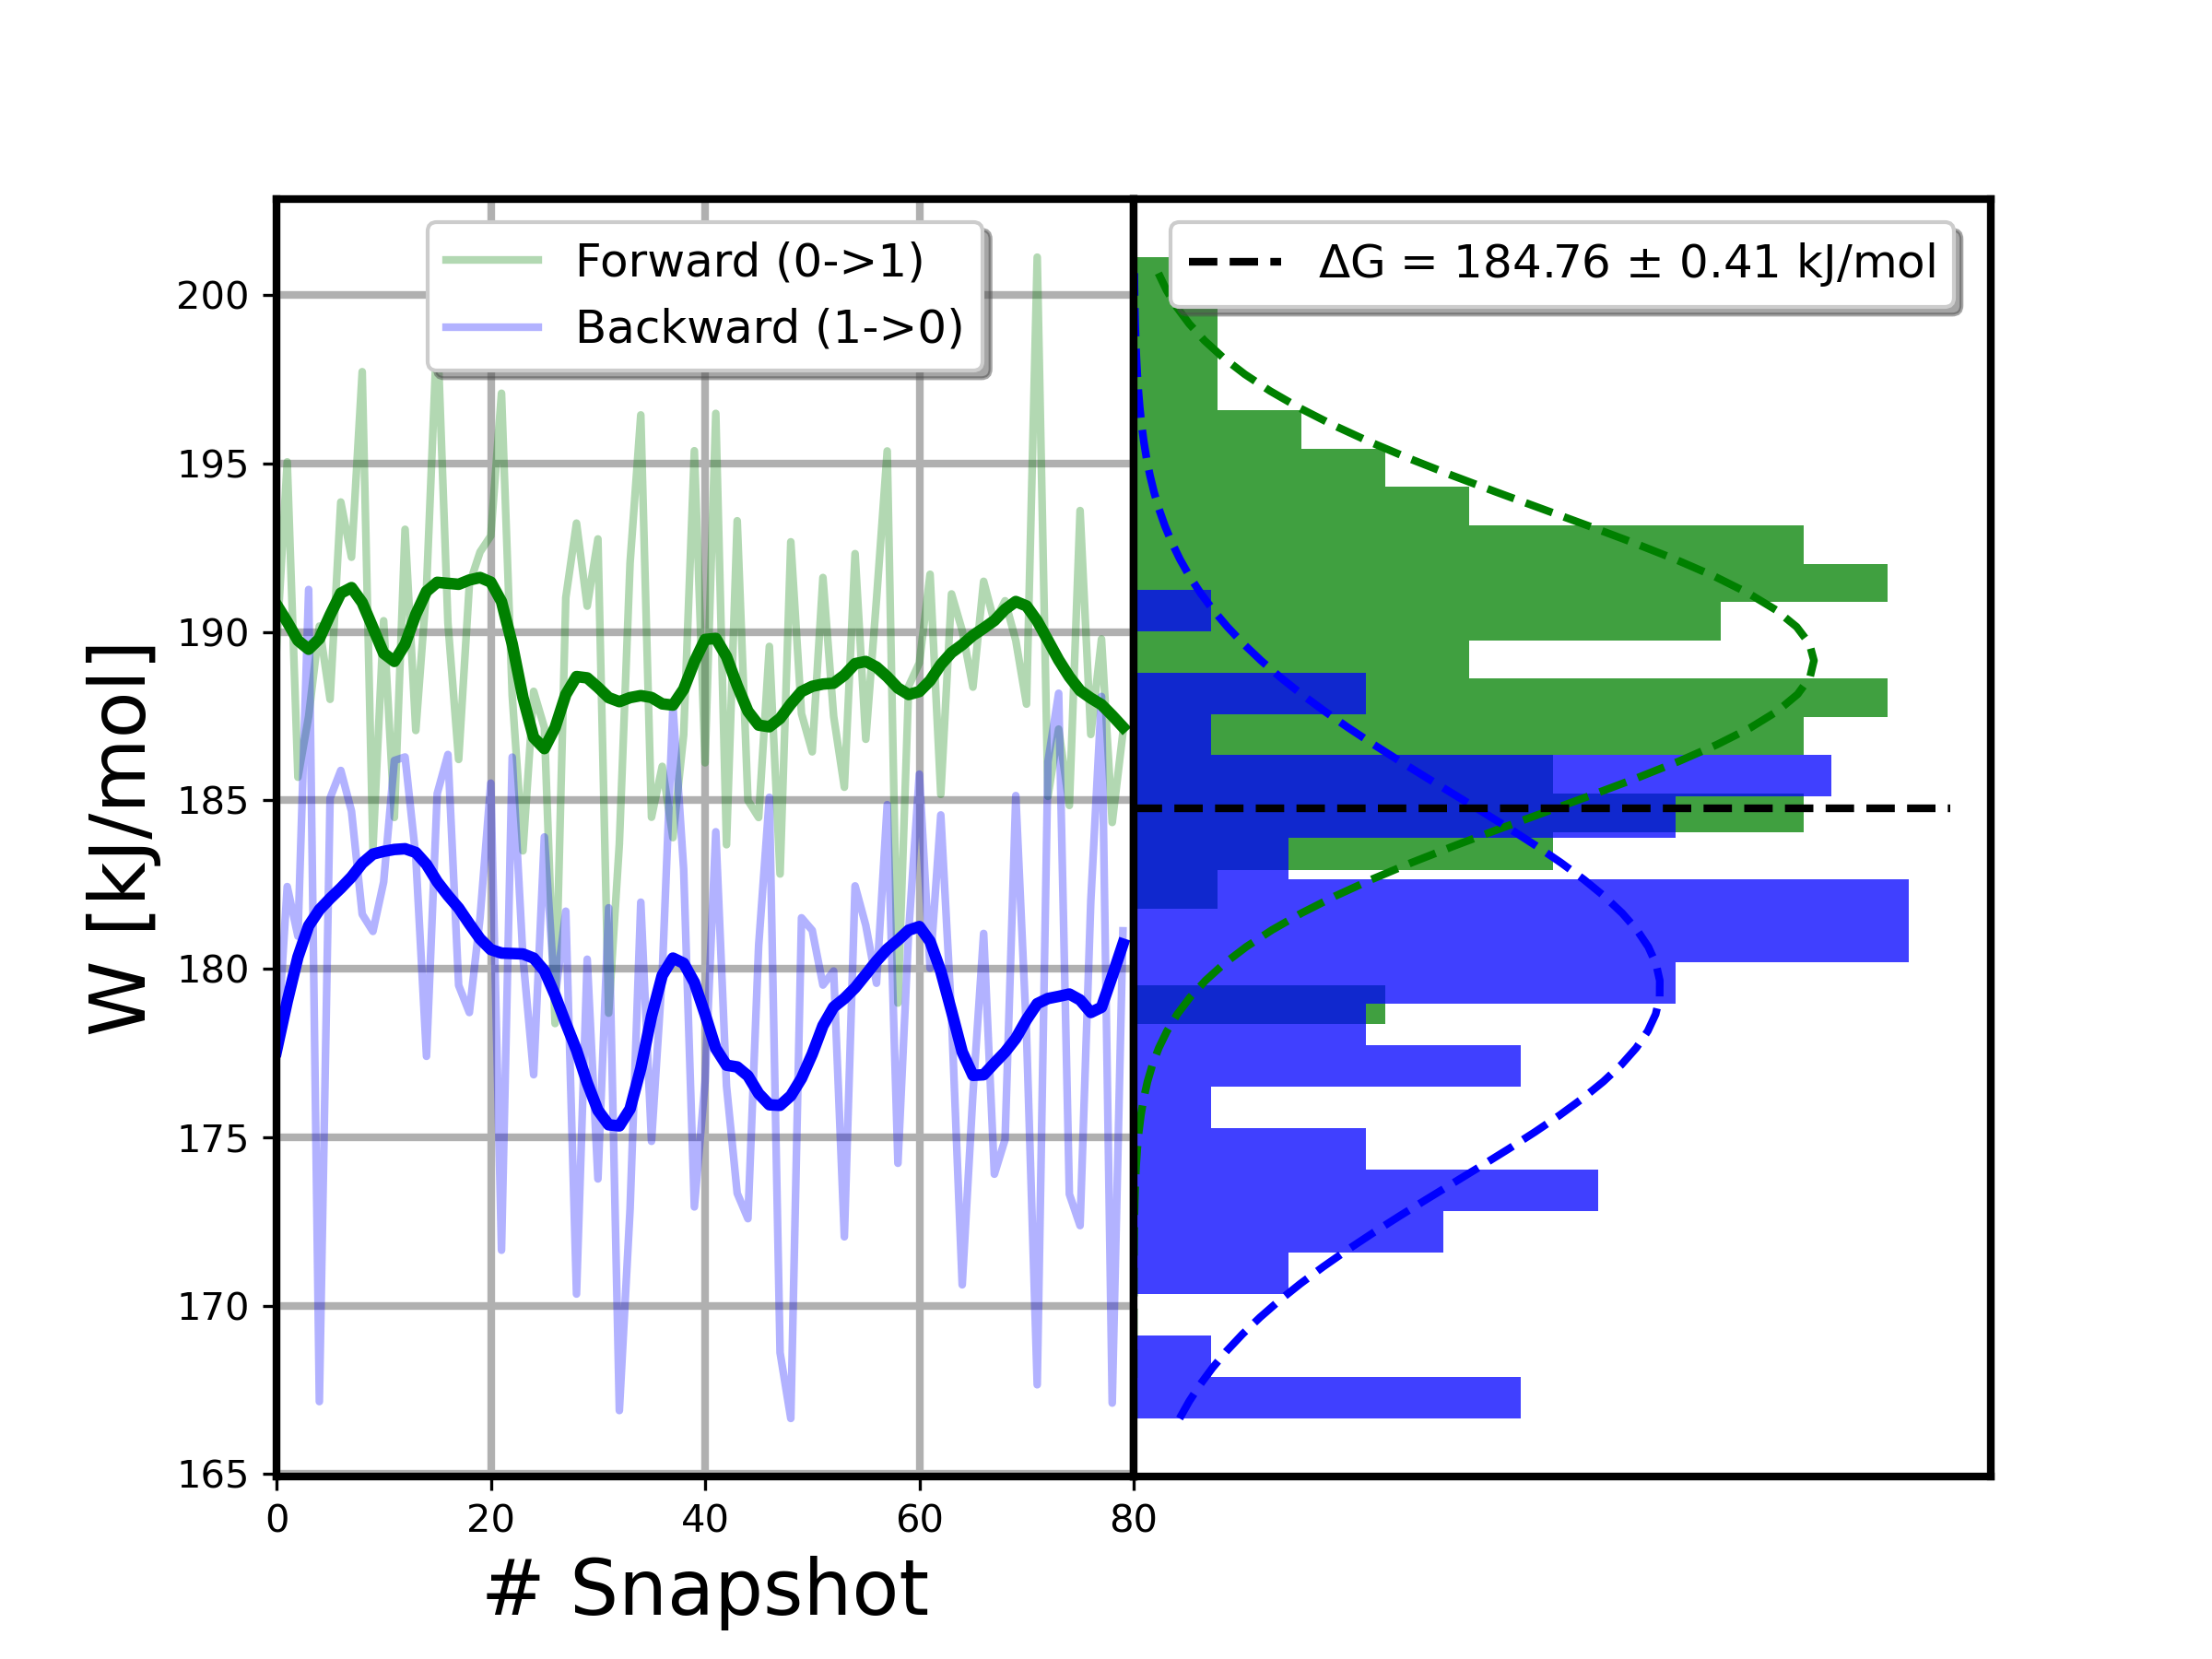 Forward (0->1)
Backward (1->0)
ΔG = 184.76 ± 0.41 kJ/mol
W [kJ/mol]
200
195
190
185
180
175
170
165
0 20 40 60 80
# Snapshot